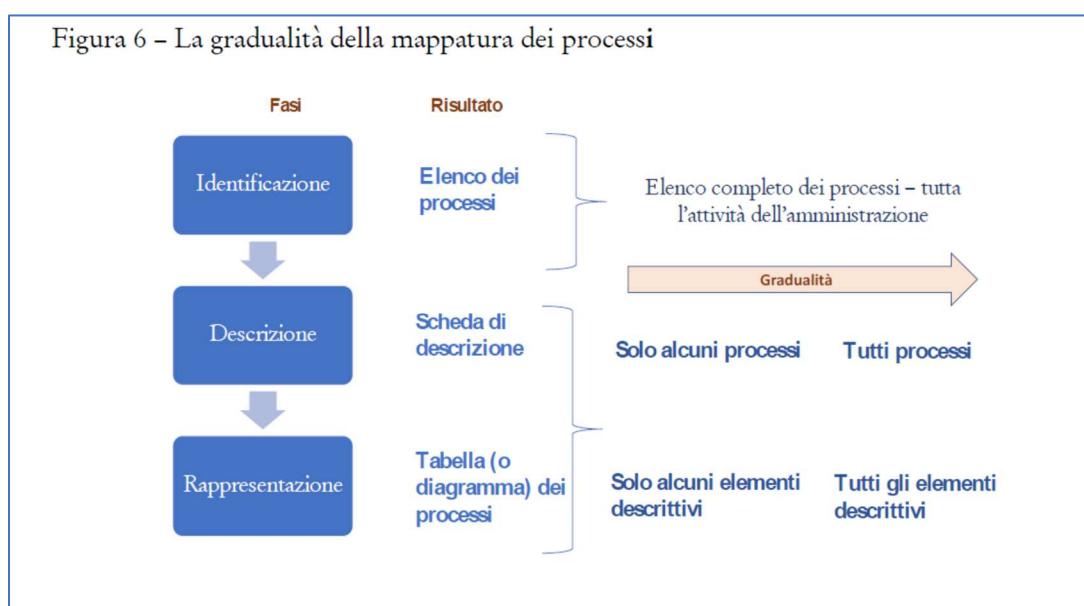 Figura 6 – La gradualità della mappatura dei processi
Fasi
Risultato
Identificazione
Elenco dei
processi
Elenco completo dei processi – tutta
l'attività dell'amministrazione
Gradualità
Descrizione
Scheda di
descrizione
Solo alcuni processi
Tutti processi
Rappresentazione
Tabella (o
diagramma) dei
processi
Solo alcuni elementi
descrittivi
Tutti gli elementi
descrittivi